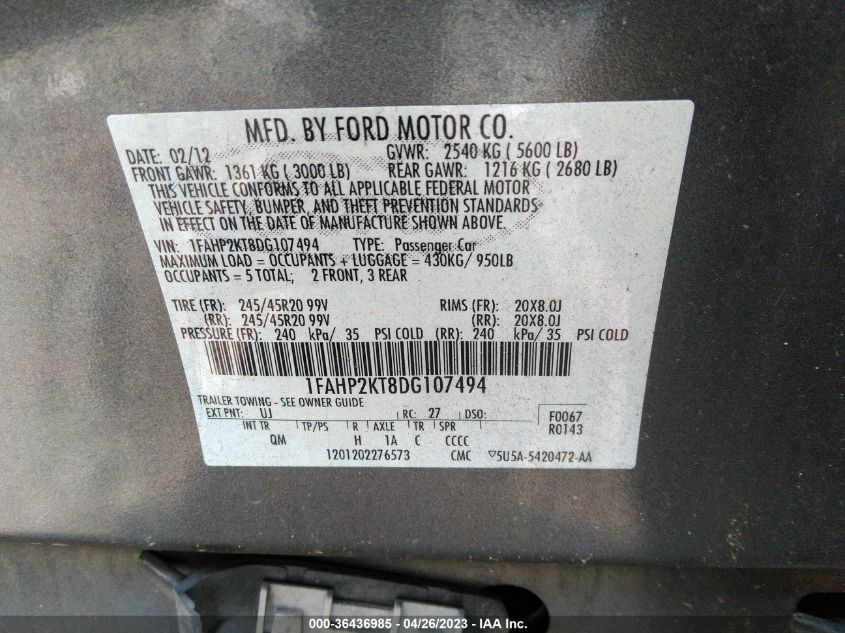 MFD. BY FORD MOTOR CO.
DATE: 02/12 GVWR: 2540 KG ( 5600 LB)
FRONT GAWR: 1361 KG ( 3000 LB) REAR GAWR: 1216 KG ( 2680 LB)
THIS VEHICLE CONFORMS TO ALL APPLICABLE FEDERAL MOTOR
VEHICLE SAFETY, BUMPER, AND THEFT PREVENTION STANDARDS
IN EFFECT ON THE DATE OF MANUFACTURE SHOWN ABOVE.
VIN: 1FAHP2KT8DG107494 TYPE: Passenger Car
MAXIMUM LOAD = OCCUPANTS + LUGGAGE = 430KG/ 950LB
OCCUPANTS = 5 TOTAL; 2 FRONT, 3 REAR
TIRE (FR): 245/45R20 99V RIMS (FR): 20X8.0J
(RR): 245/45R20 99V (RR): 20X8.0J
PRESSURE (FR): 240 kPa/ 35 PSI COLD (RR): 240 kPa/ 35 PSI COLD
1FAHP2KT8DG107494
TRAILER TOWING - SEE OWNER GUIDE
EXT PNT: UJ RC: 27 DSO: F0067
R0143
INT TR TP/PS R AXLE TR SPR
QM H 1A C CCCC
1201202276573 CMC ▽5U5A-5420472-AA
000-36436985 - 04/26/2023 - IAAI.COM